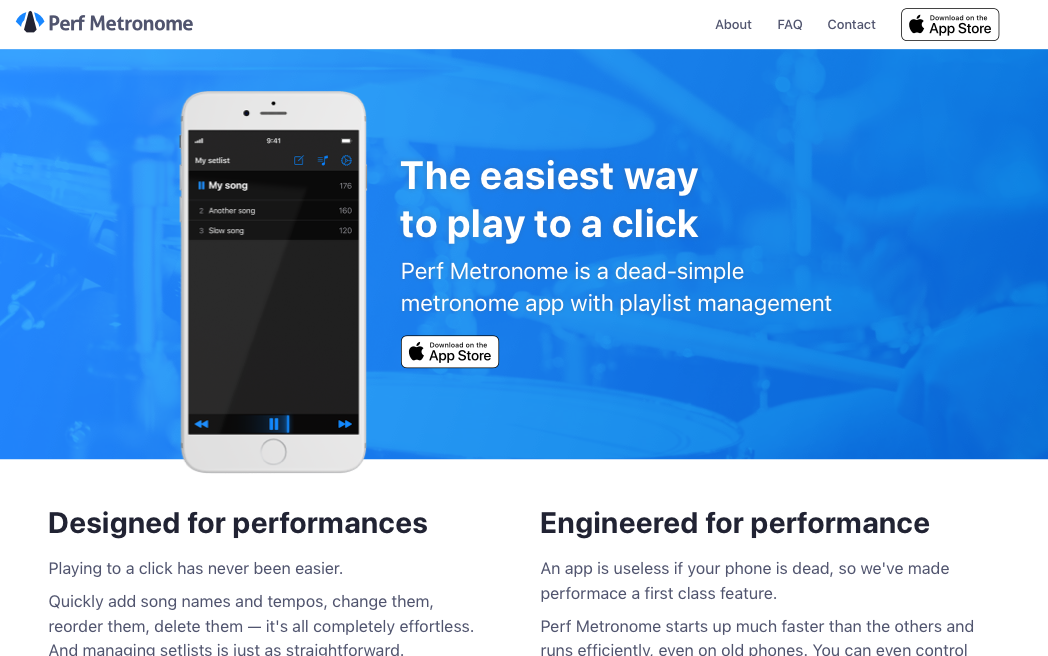 Perf Metronome
About
FAQ
Contact
Download on the
App Store
9:41
My setlist
My song 176
2 Another song 160
3 Slow song 120
The easiest way
to play to a click
Perf Metronome is a dead-simple
metronome app with playlist management
Download on the
App Store
Designed for performances
Playing to a click has never been easier.
Quickly add song names and tempos, change them,
reorder them, delete them — it's all completely effortless.
And managing setlists is just as straightforward.
Engineered for performance
An app is useless if your phone is dead, so we've made
performace a first class feature.
Perf Metronome starts up much faster than the others and
runs efficiently, even on old phones. You can even control